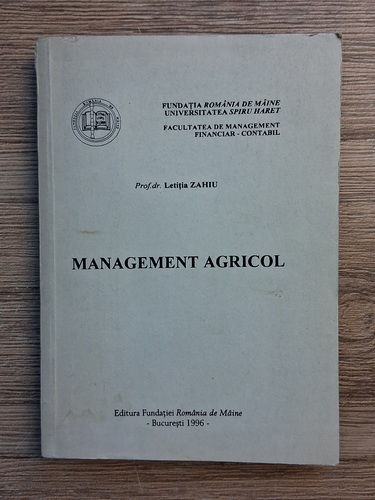 FUNDAȚIA ROMÂNIA DE MÂINE
UNIVERSITATEA SPIRU HARET
FACULTATEA DE MANAGEMENT
FINANCIAR - CONTABIL
Prof.dr. Letiția ZAHIU
MANAGEMENT AGRICOL
Editura Fundației România de Mâine
- București 1996 -